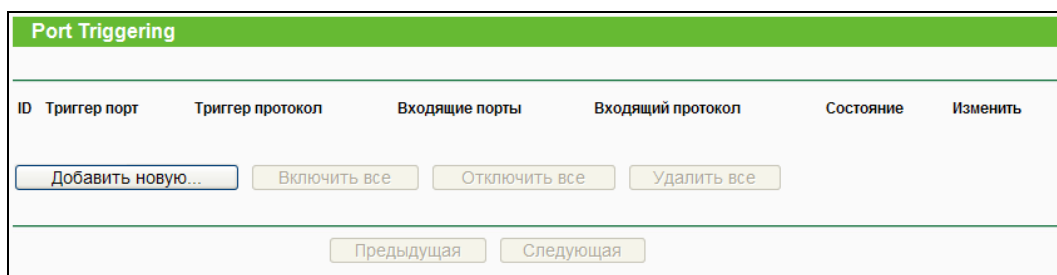 Port Triggering
ID Триггер порт Триггер протокол Входящие порты Входящий протокол Состояние Изменить
Добавить новую... Включить все Отключить все Удалить все
Предыдущая Следующая